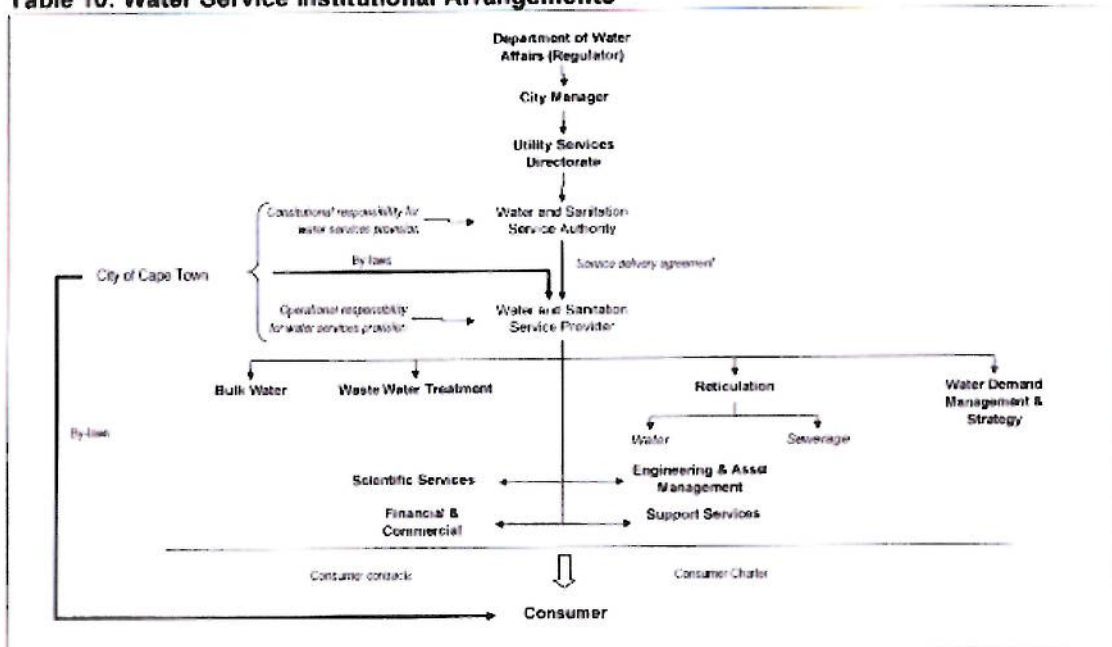 Table 10: Water Service Institutional Arrangements
Department of Water
Affairs (Regulator)
City Manager
Utility Services
Directorate
Constitutional responsibility for
water services provision
Water and Sanitation
Service Authority
By-laws
Service delivery agreement
City of Cape Town
Operational responsibility
for water services provision
Water and Sanitation
Service Provider
Bulk Water
Waste Water Treatment
Reticulation
Water Demand
Management &
Strategy
By-laws
Water
Sewerage
Scientific Services
Engineering & Asset
Management
Financial &
Commercial
Support Services
Consumer contracts
Consumer Charter
Consumer